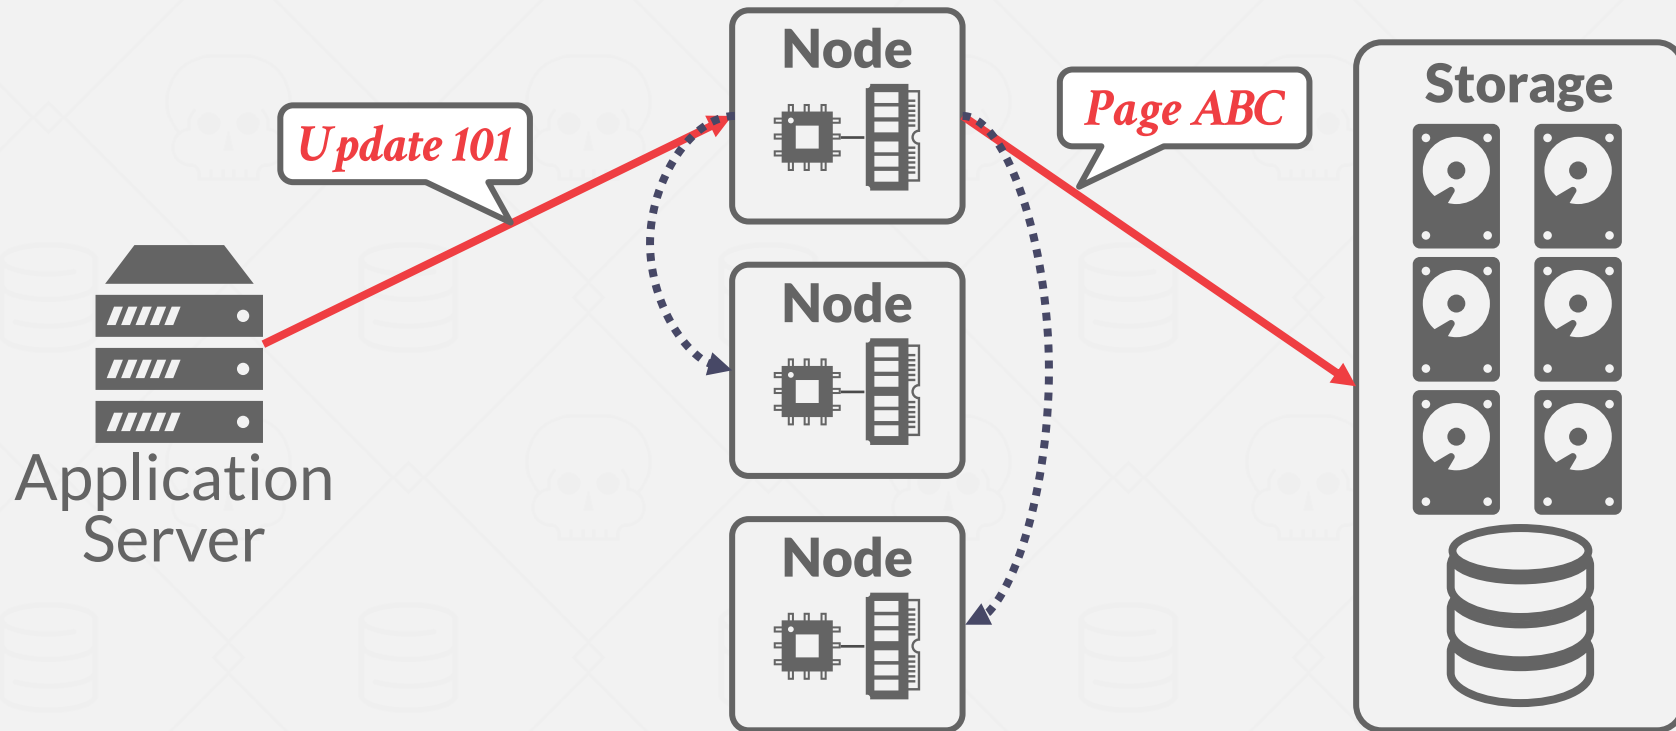 Node
Update 101
Page ABC
Storage
Node
Application
Server
Node